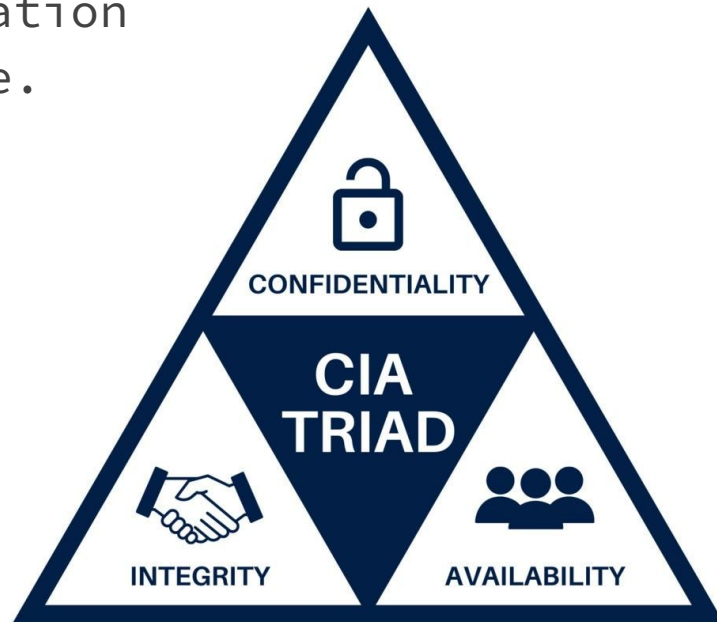 e.
CONFIDENTIALITY
CIA
TRIAD
INTEGRITY
AVAILABILITY